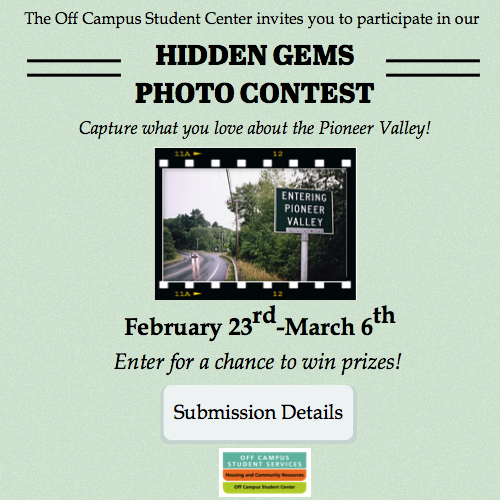 The Off Campus Student Center invites you to participate in our
HIDDEN GEMS
PHOTO CONTEST
Capture what you love about the Pioneer Valley!
11A 12
ENTERING
PIONEER
VALLEY
11A 12
February 23rd-March 6th
Enter for a chance to win prizes!
Submission Details
OFF CAMPUS
STUDENT SERVICES
Housing and Community Resources
Off Campus Student Center